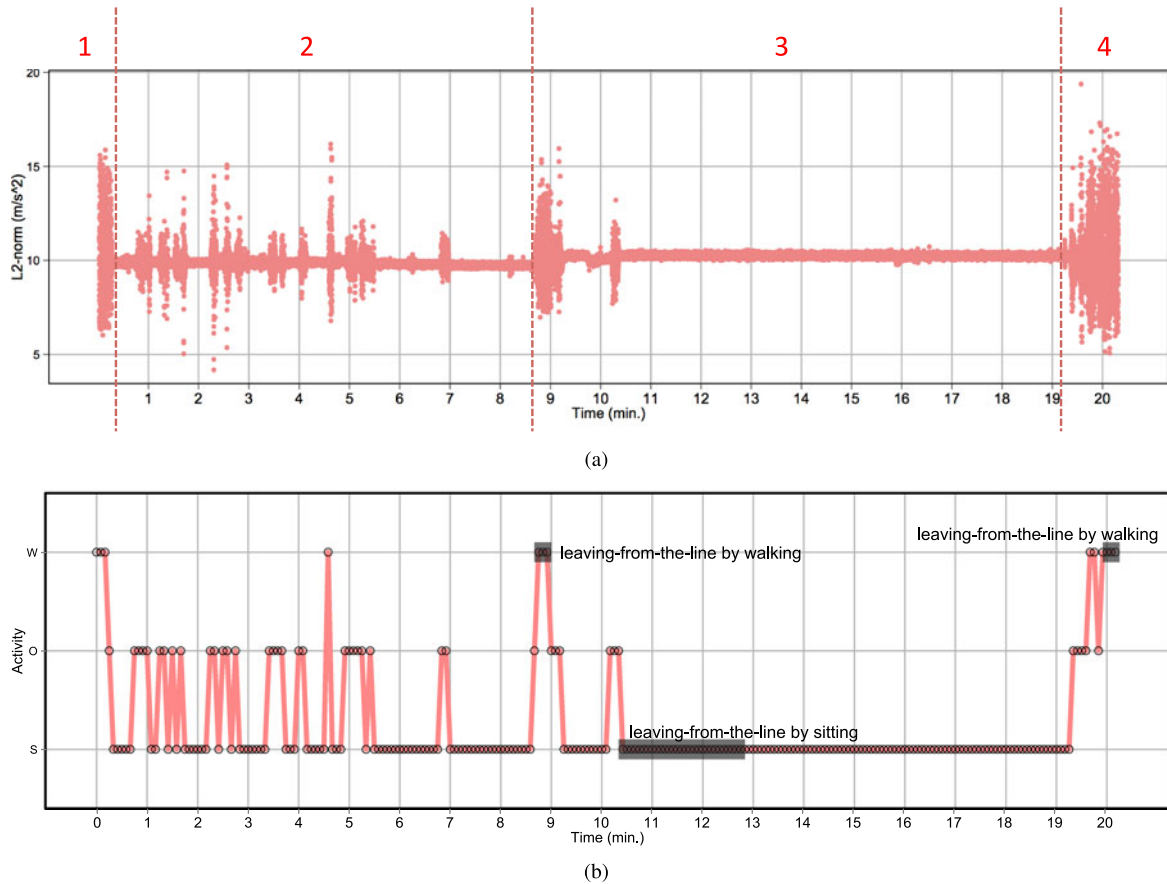 1 2 3 4
20
15
10
5
L2-norm (m/s^2)
1 2 3 4 5 6 7 8 9 10 11 12 13 14 15 16 17 18 19 20
Time (min.)
(a)
leaving-from-the-line by walking
W
leaving-from-the-line by walking
O
Activity
leaving-from-the-line by sitting
S
0 1 2 3 4 5 6 7 8 9 10 11 12 13 14 15 16 17 18 19 20
Time (min.)
(b)